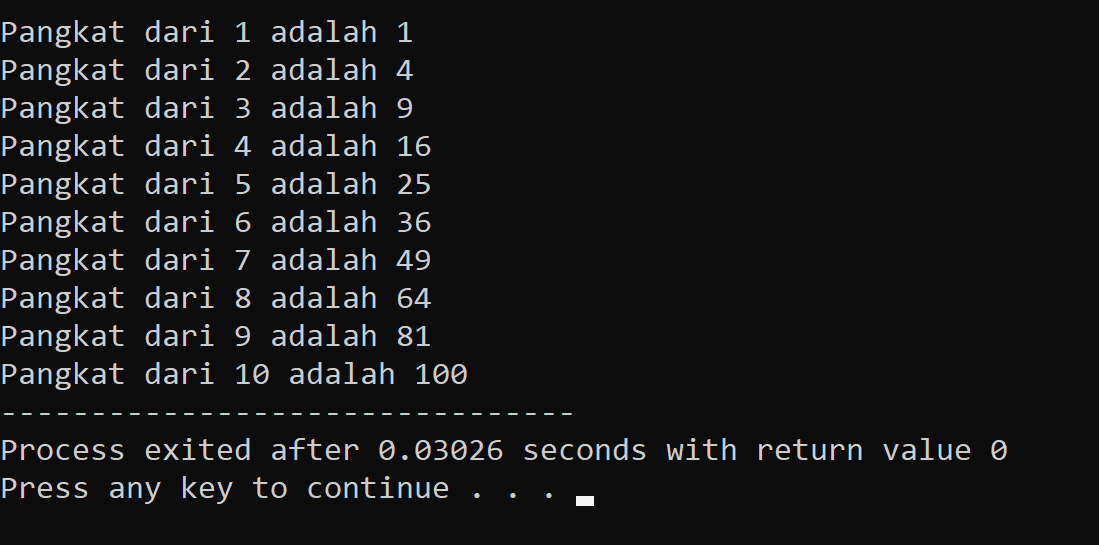 Pangkat dari 1 adalah 1
Pangkat dari 2 adalah 4
Pangkat dari 3 adalah 9
Pangkat dari 4 adalah 16
Pangkat dari 5 adalah 25
Pangkat dari 6 adalah 36
Pangkat dari 7 adalah 49
Pangkat dari 8 adalah 64
Pangkat dari 9 adalah 81
Pangkat dari 10 adalah 100
--------------------------------
Process exited after 0.03026 seconds with return value 0
Press any key to continue . . .